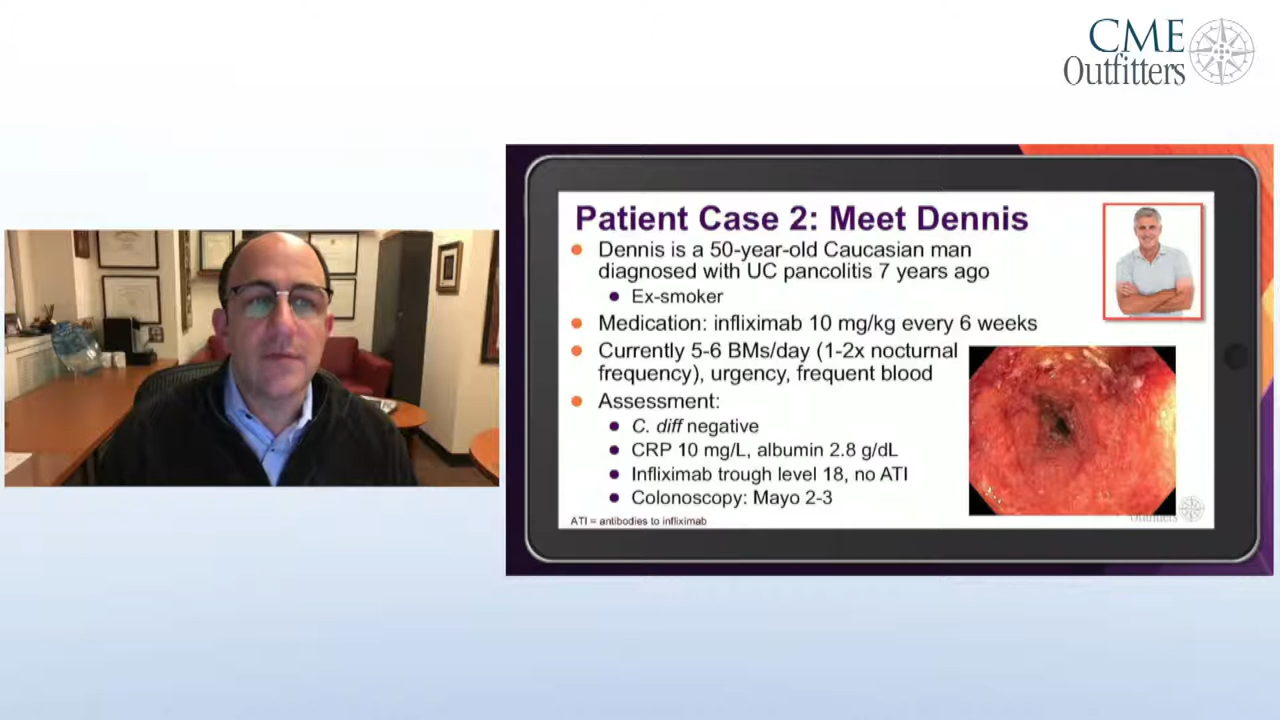 CME
Outfitters
Patient Case 2: Meet Dennis
• Dennis is a 50-year-old Caucasian man
diagnosed with UC pancolitis 7 years ago
• Ex-smoker
• Medication: infliximab 10 mg/kg every 6 weeks
• Currently 5-6 BMs/day (1-2x nocturnal
frequency), urgency, frequent blood
• Assessment:
• C. diff negative
• CRP 10 mg/L, albumin 2.8 g/dL
• Infliximab trough level 18, no ATI
• Colonoscopy: Mayo 2-3
Outfitters
ATI = antibodies to infliximab